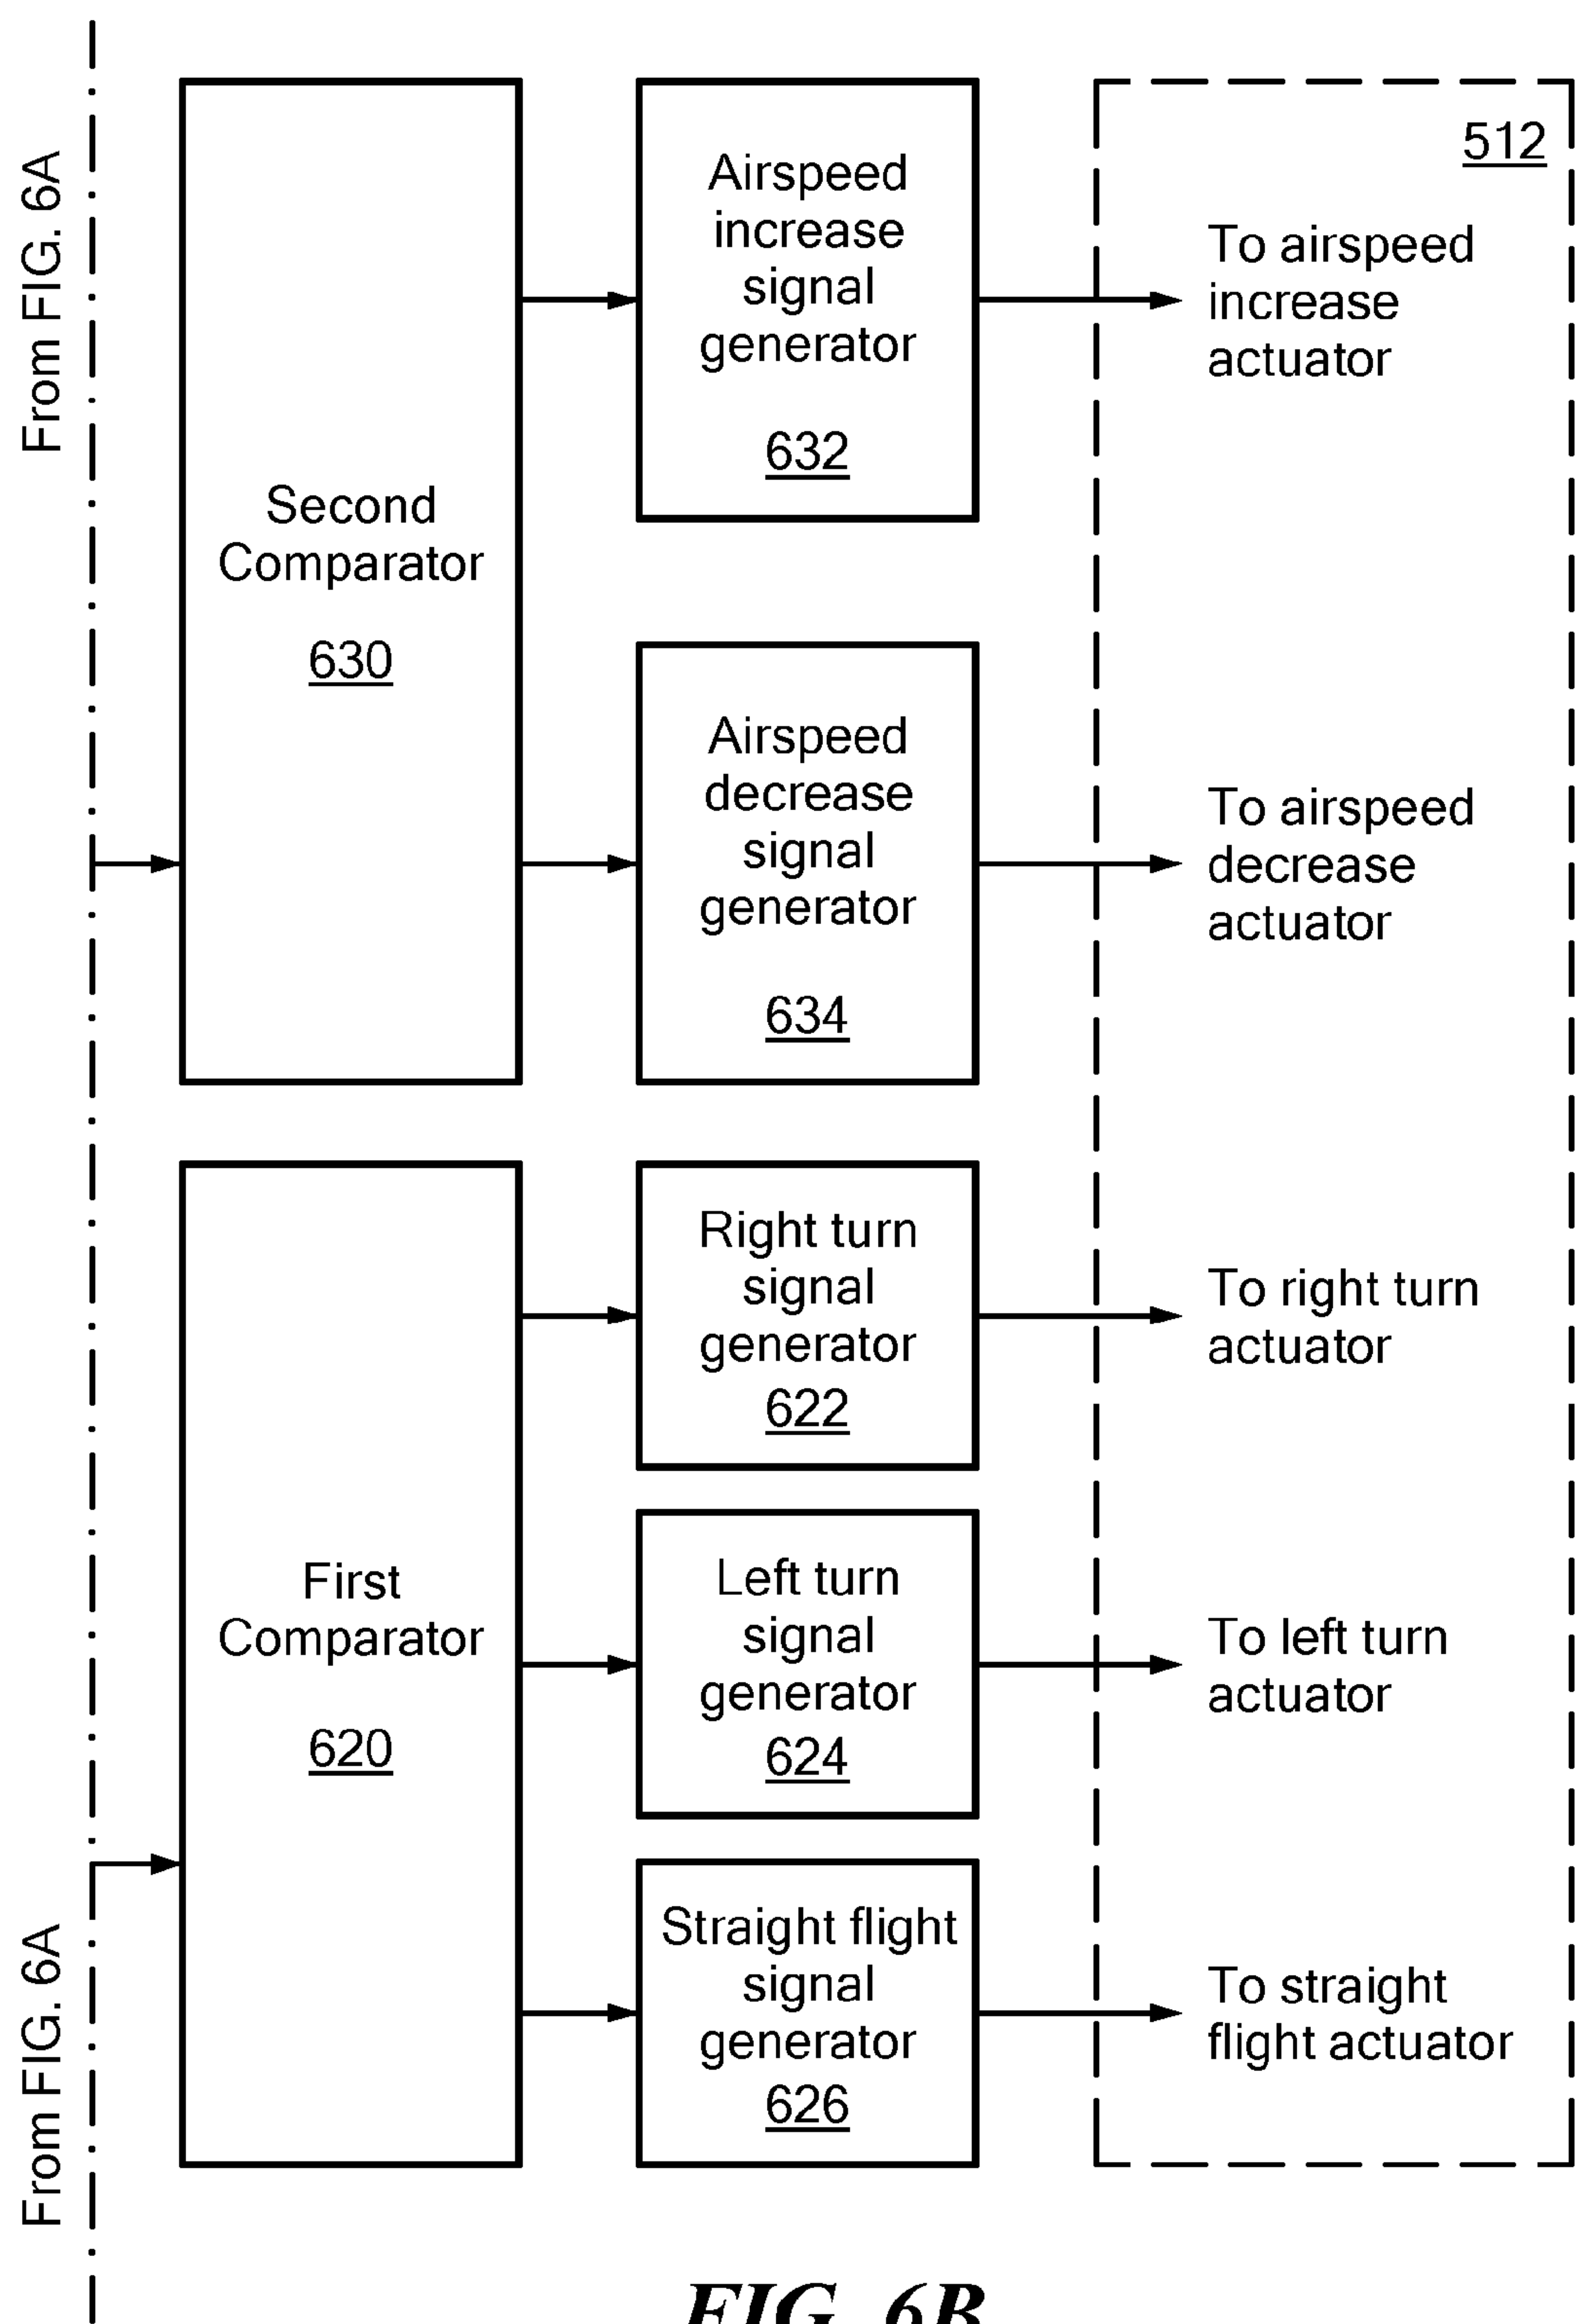 From FIG. 6A
Second
Comparator
630
Airspeed
increase
signal
generator
632
Airspeed
decrease
signal
generator
634
512
To airspeed
increase
actuator
To airspeed
decrease
actuator
From FIG. 6A
First
Comparator
620
Right turn
signal
generator
622
Left turn
signal
generator
624
Straight flight
signal
generator
626
To right turn
actuator
To left turn
actuator
To straight
flight actuator
FIG. 6B